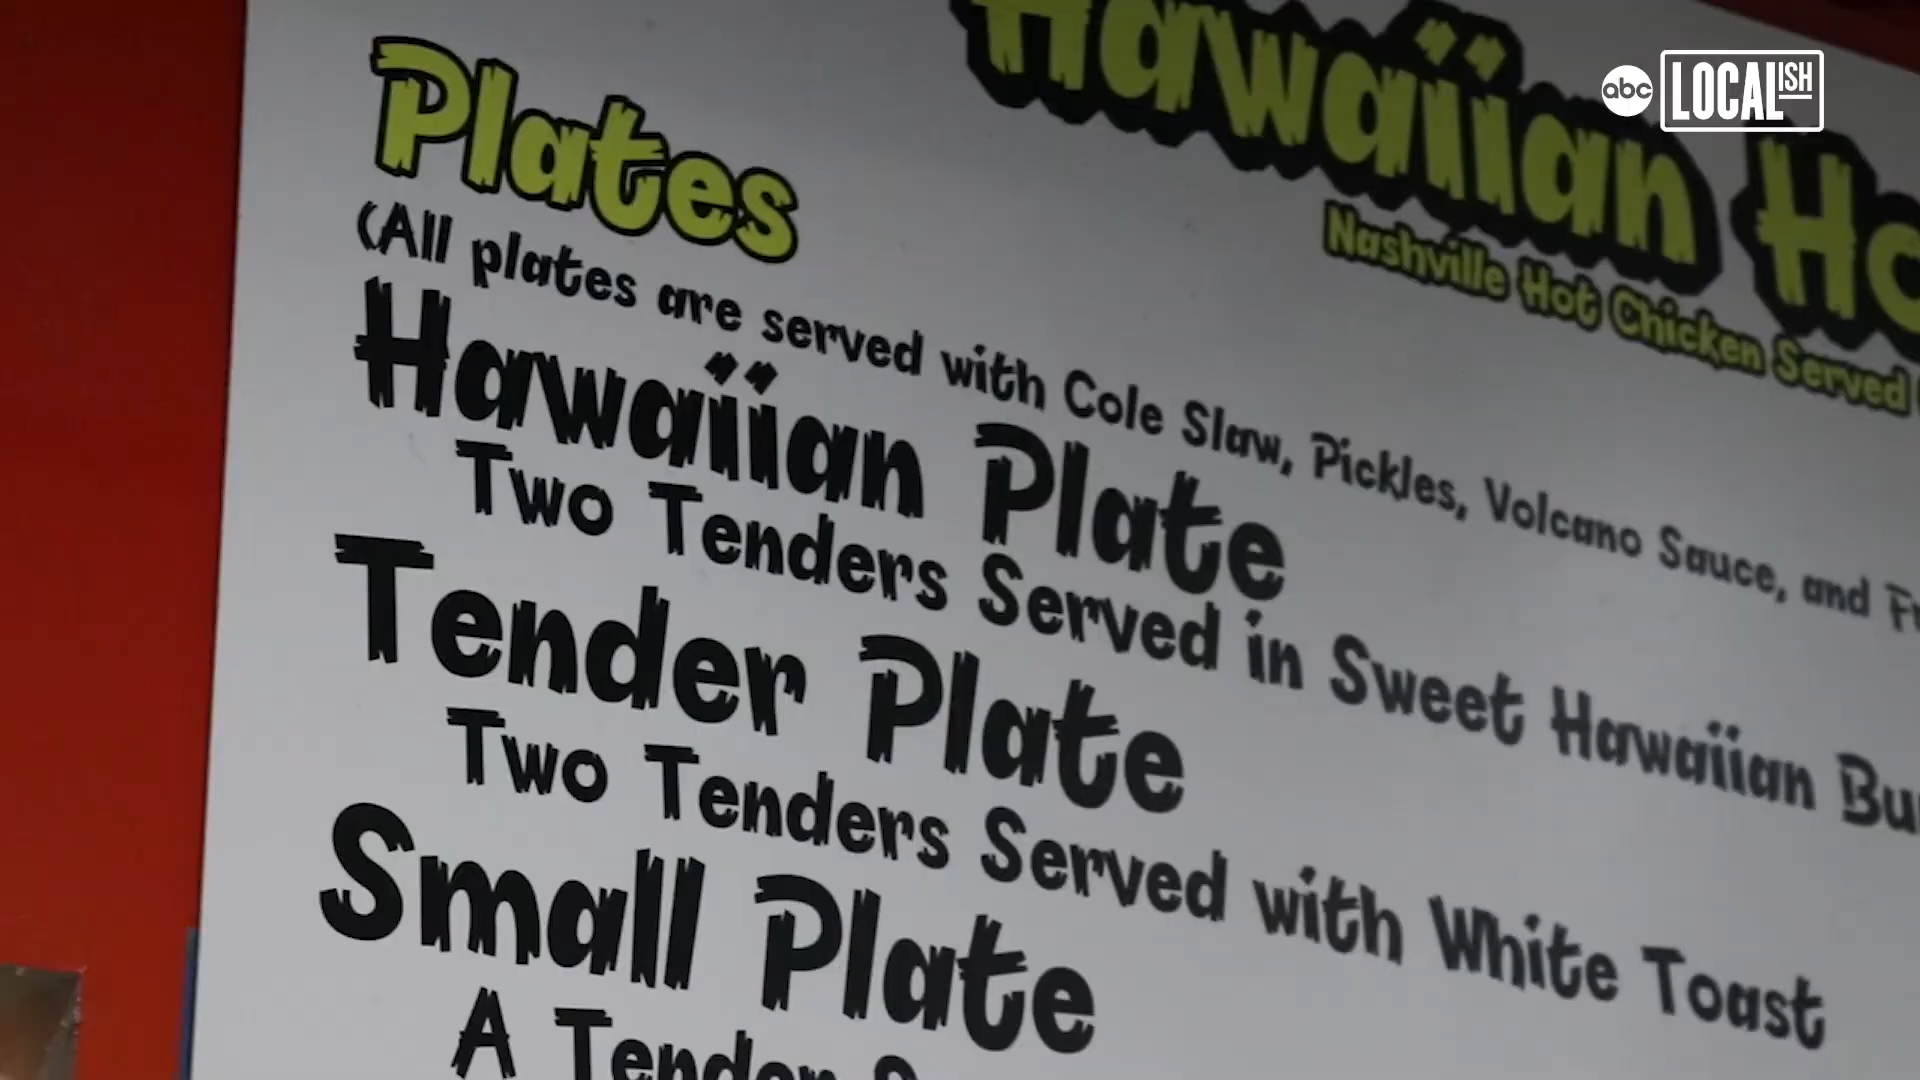 abc LOCALISH
Hawaiian
Nashville Hot Chicken Served
Plates
(All plates are served with Cole Slaw, Pickles, Volcano Sauce, and
Hawaiian Plate
Two Tenders Served in Sweet Hawaiian
Tender Plate
Two Tenders Served with White Toast
Small Plate
A Tender